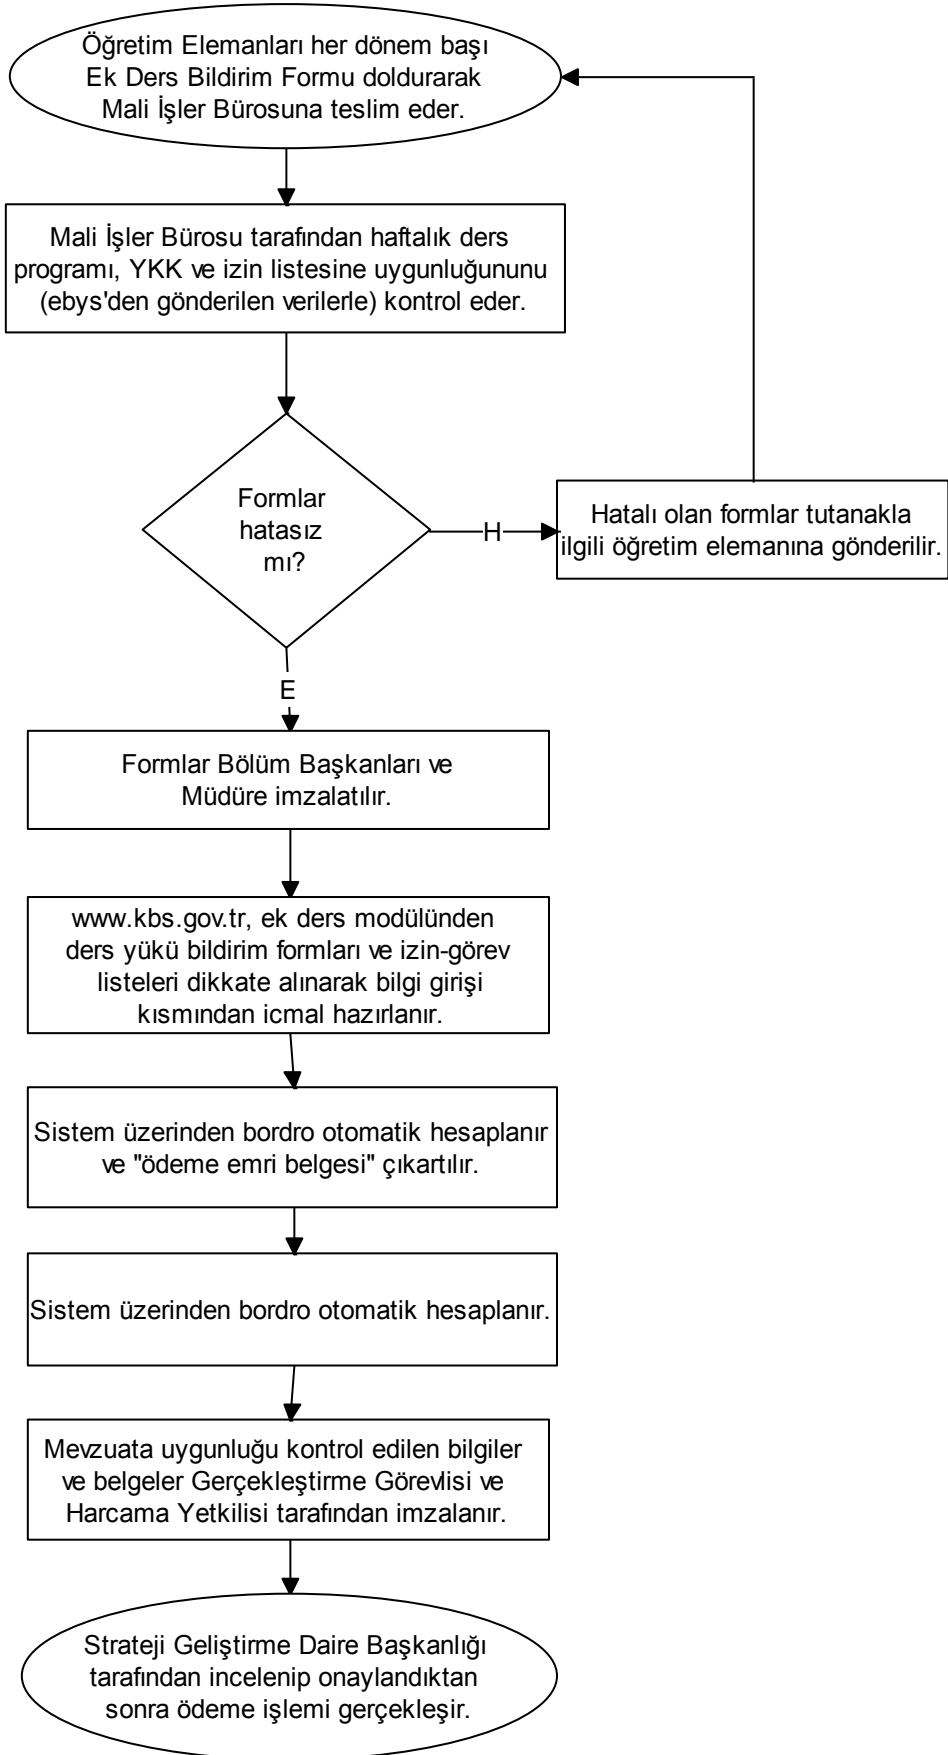 Öğretim Elemanları her dönem başı
Ek Ders Bildirim Formu doldurarak
Mali İşler Bürosuna teslim eder.
Mali İşler Bürosu tarafından haftalık ders
programı, YKK ve izin listesine uygunluğununu
(ebys'den gönderilen verilerle) kontrol eder.
Formlar
hatasız
mı?
H
Hatalı olan formlar tutanakla
ilgili öğretim elemanına gönderilir.
E
Formlar Bölüm Başkanları ve
Müdüre imzalatılır.
www.kbs.gov.tr, ek ders modülünden
ders yükü bildirim formları ve izin-görev
listeleri dikkate alınarak bilgi girişi
kısmından icmal hazırlanır.
Sistem üzerinden bordro otomatik hesaplanır
ve "ödeme emri belgesi" çıkartılır.
Sistem üzerinden bordro otomatik hesaplanır.
Mevzuata uygunluğu kontrol edilen bilgiler
ve belgeler Gerçekleştirme Görevlisi ve
Harcama Yetkilisi tarafından imzalanır.
Strateji Geliştirme Daire Başkanlığı
tarafından incelenip onaylandıktan
sonra ödeme işlemi gerçekleşir.